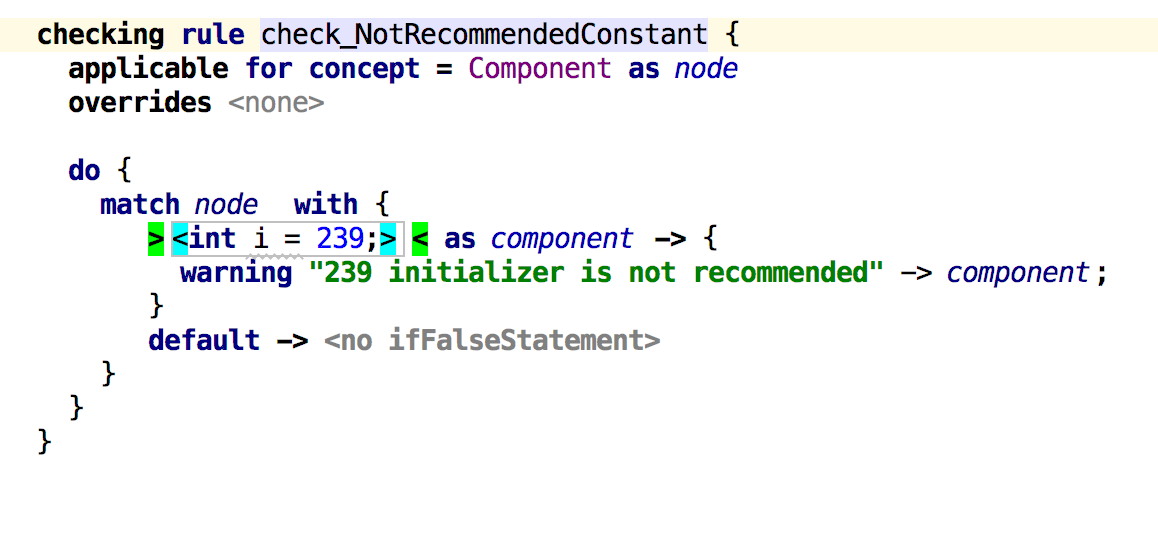 checking rule check_NotRecommendedConstant {
applicable for concept = Component as node
overrides <none>
do {
match node with {
><int i = 239;>< as component -> {
warning "239 initializer is not recommended" -> component;
}
default -> <no ifFalseStatement>
}
}
}